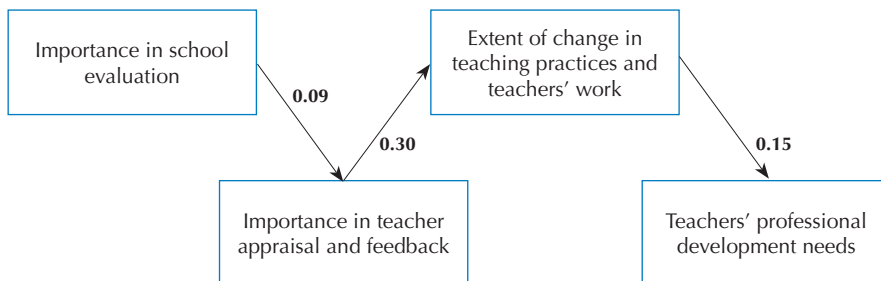 Importance in school
evaluation
Extent of change in
teaching practices and
teachers' work
0.09
0.30
0.15
Importance in teacher
appraisal and feedback
Teachers' professional
development needs